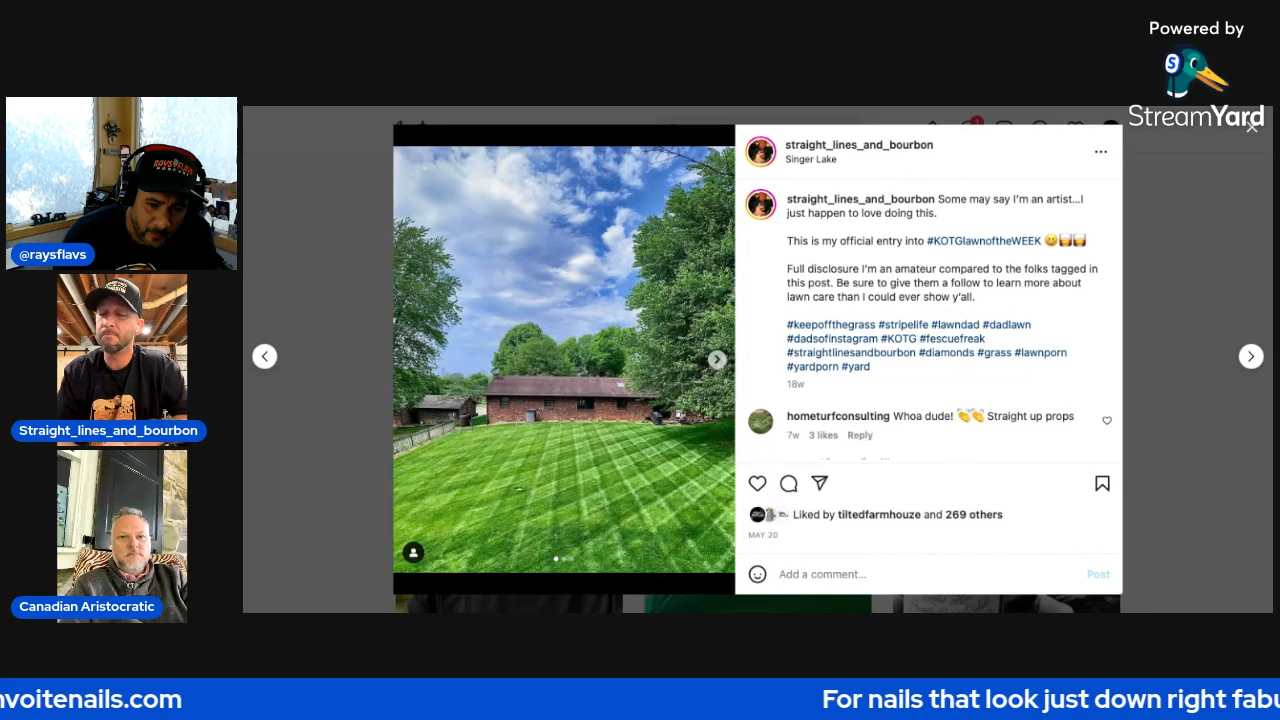 Powered by
StreamYard
RAYS FLAVS
@raysflavs
Straight_lines_and_bourbon
Canadian Aristocratic
straight_lines_and_bourbon
Singer Lake
straight_lines_and_bourbon Some may say I'm an artist...I
just happen to love doing this.
This is my official entry into #KOTGlawnoftheWEEK 😄🥃🥃
Full disclosure I'm an amateur compared to the folks tagged in
this post. Be sure to give them a follow to learn more about
lawn care than I could ever show y'all.
#keepoffthegrass #stripelife #lawndad #dadlawn
#dadsofinstagram #KOTG #fescuefreak
#straightlinesandbourbon #diamonds #grass #lawnporn
#yardporn #yard
18w
hometurfconsulting Whoa dude! 👏👏 Straight up props
7w 3 likes Reply
Liked by tiltedfarmhouze and 269 others
MAY 20
Add a comment...
Post
nvoitenails.com
For nails that look just down right fabu